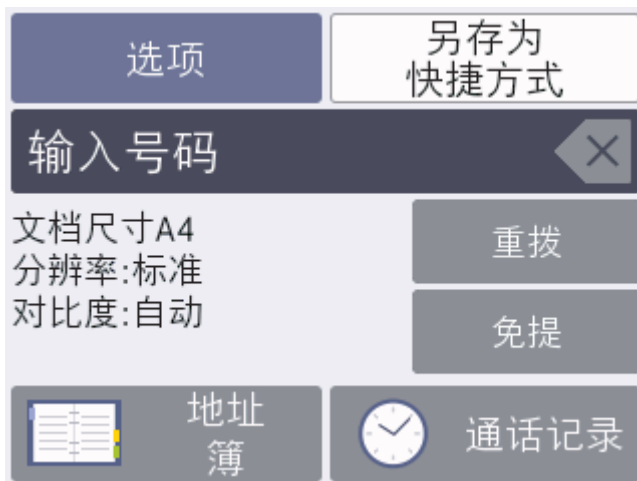 选项
另存为
快捷方式
输入号码
文档尺寸A4
分辨率:标准
对比度:自动
重拨
免提
地址
簿
通话记录